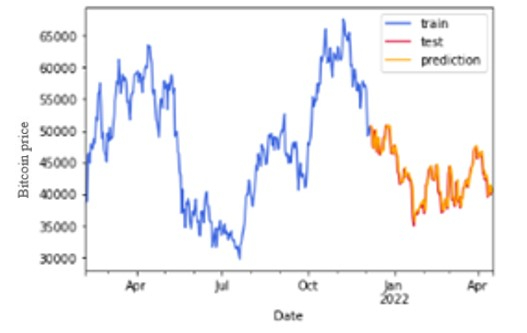 train
test
prediction
65000
60000
55000
50000
45000
40000
35000
30000
Bitcoin price
Apr
Jul
Oct
Jan
2022
Apr
Date